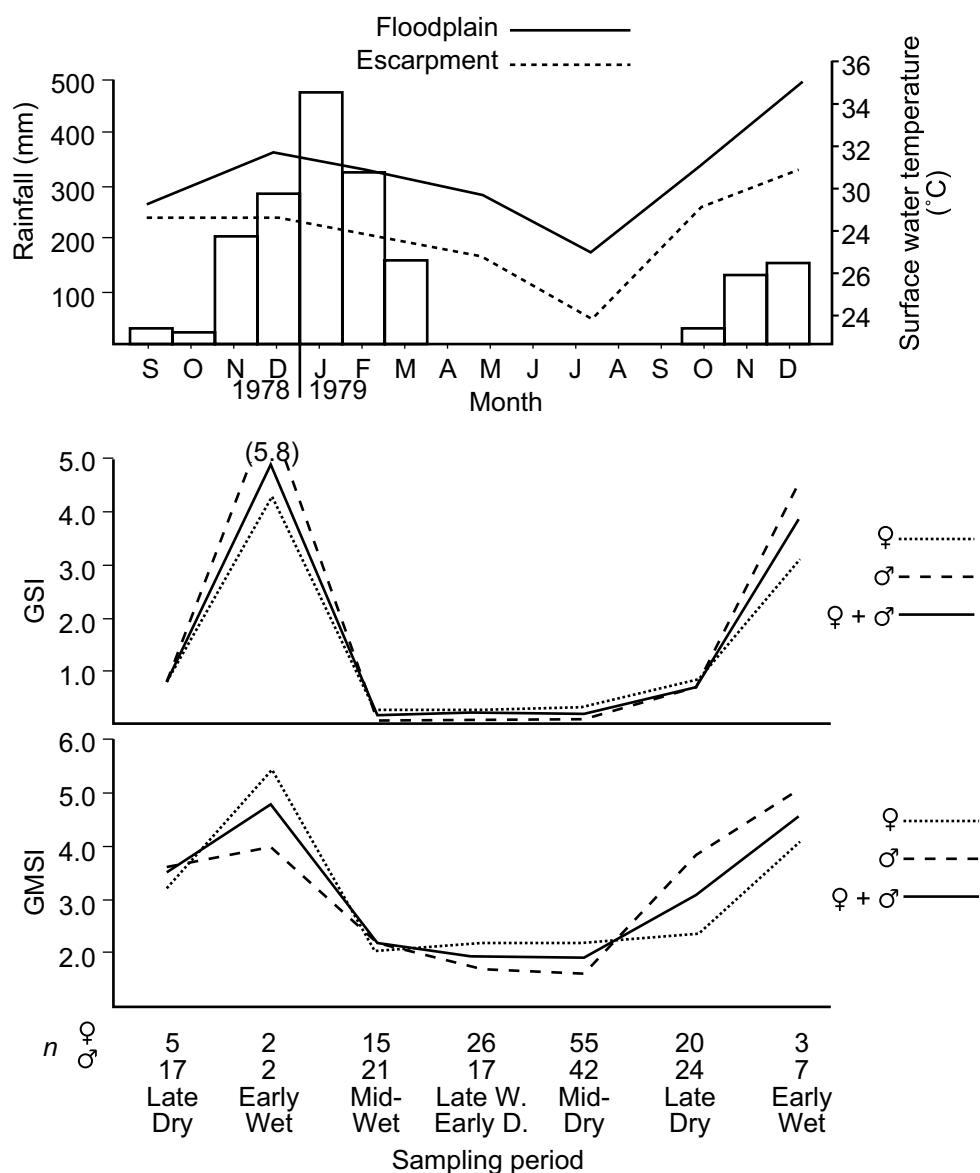 Floodplain
Escarpment
Rainfall (mm)
500
400
300
200
100
Surface water temperature
(˚C)
36
34
32
30
24
26
24
S O N D J F M A M J J A S O N D
1978 1979
Month
GSI
(5.8)
5.0
4.0
3.0
2.0
1.0
♀
♂
♀ + ♂
GMSI
6.0
5.0
4.0
3.0
2.0
♀
♂
♀ + ♂
n ♀ 5 2 15 26 55 20 3
♂ 17 2 21 17 42 24 7
Late Early Mid- Late W. Mid- Late Early
Dry Wet Wet Early D. Dry Dry Wet
Sampling period